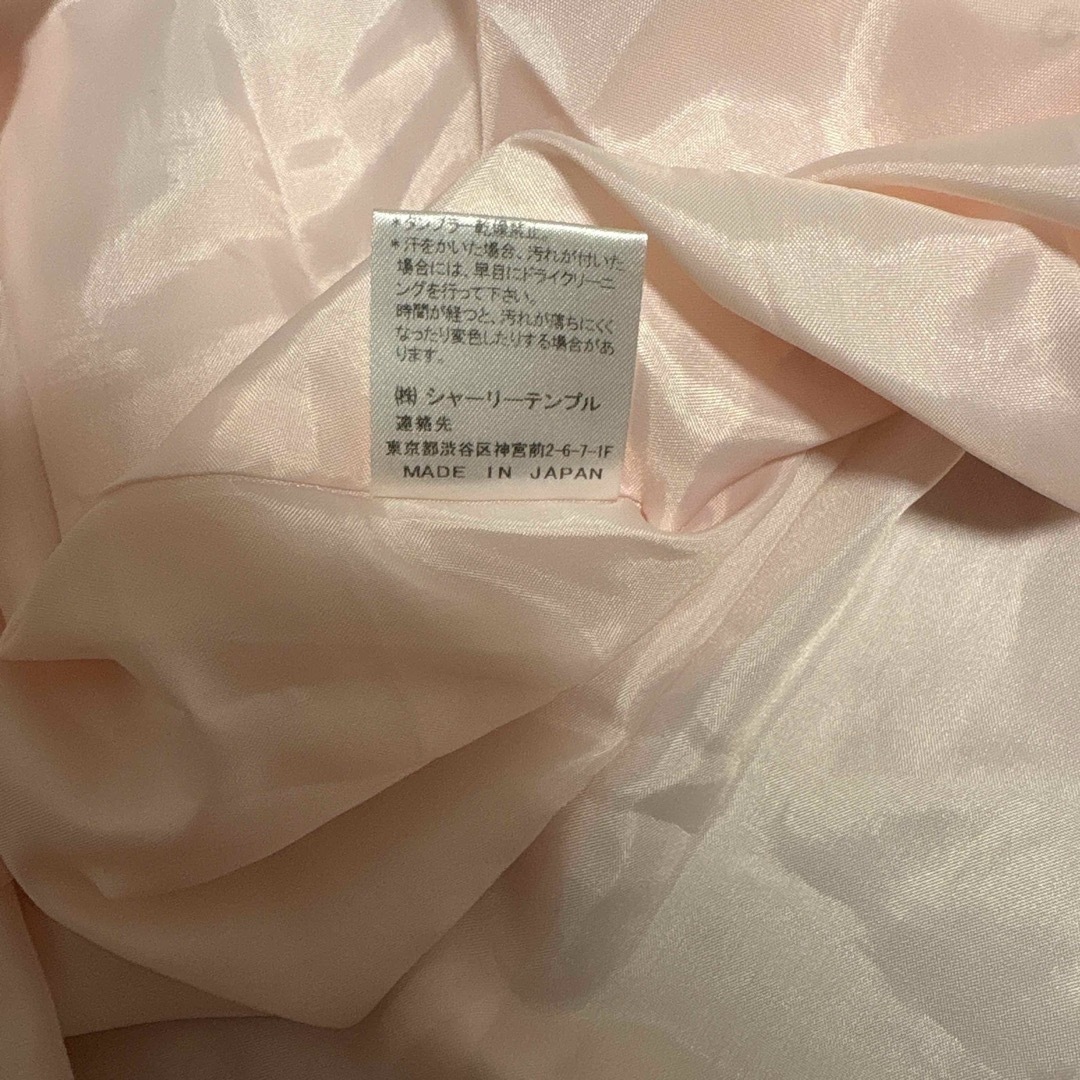 *タンブラー乾燥禁止
*汗をかいた場合、汚れが付いた
場合には、早目にドライクリーニ
ングを行って下さい。
時間が経つと、汚れが落ちにくく
なったり変色したりする場合があ
ります。
㈱ シャーリーテンプル
連絡先
東京都渋谷区神宮前2-6-7-1F
MADE IN JAPAN